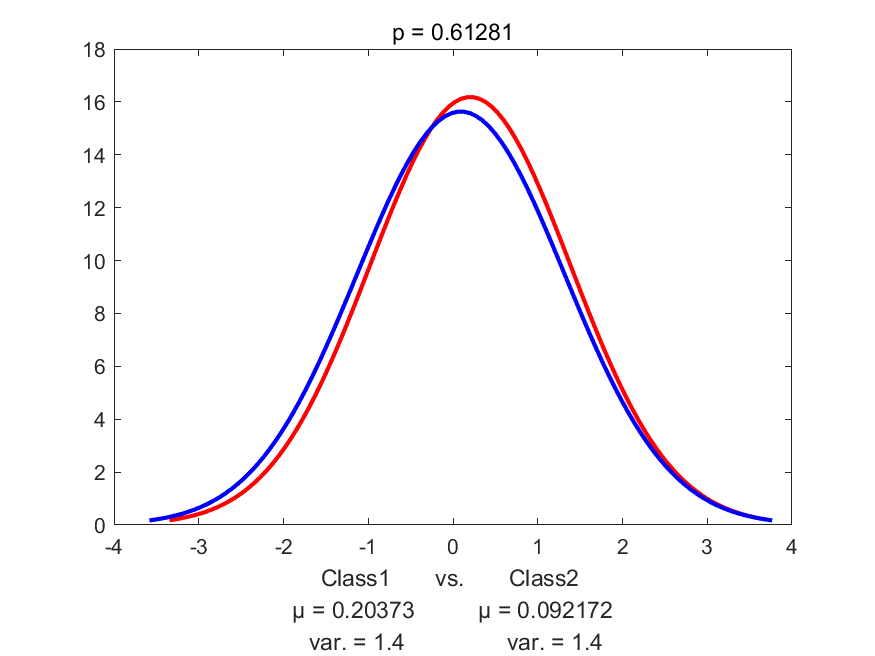 p = 0.61281
18
16
14
12
10
8
6
4
2
0
-4 -3 -2 -1 0 1 2 3 4
Class1 vs. Class2
μ = 0.20373 μ = 0.092172
var. = 1.4 var. = 1.4